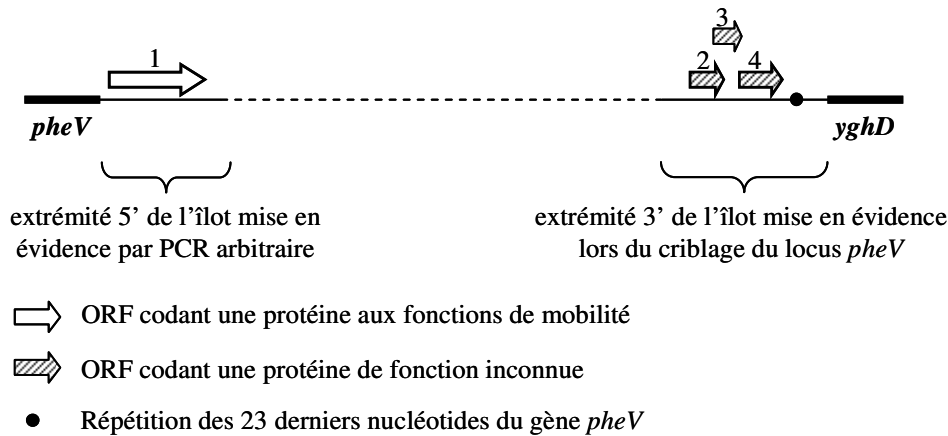 3
1
2
4
pheV
yghD
extrémité 5’ de l’îlot mise en
évidence par PCR arbitraire
extrémité 3’ de l’îlot mise en évidence
lors du criblage du locus pheV
ORF codant une protéine aux fonctions de mobilité
ORF codant une protéine de fonction inconnue
Répétition des 23 derniers nucléotides du gène pheV